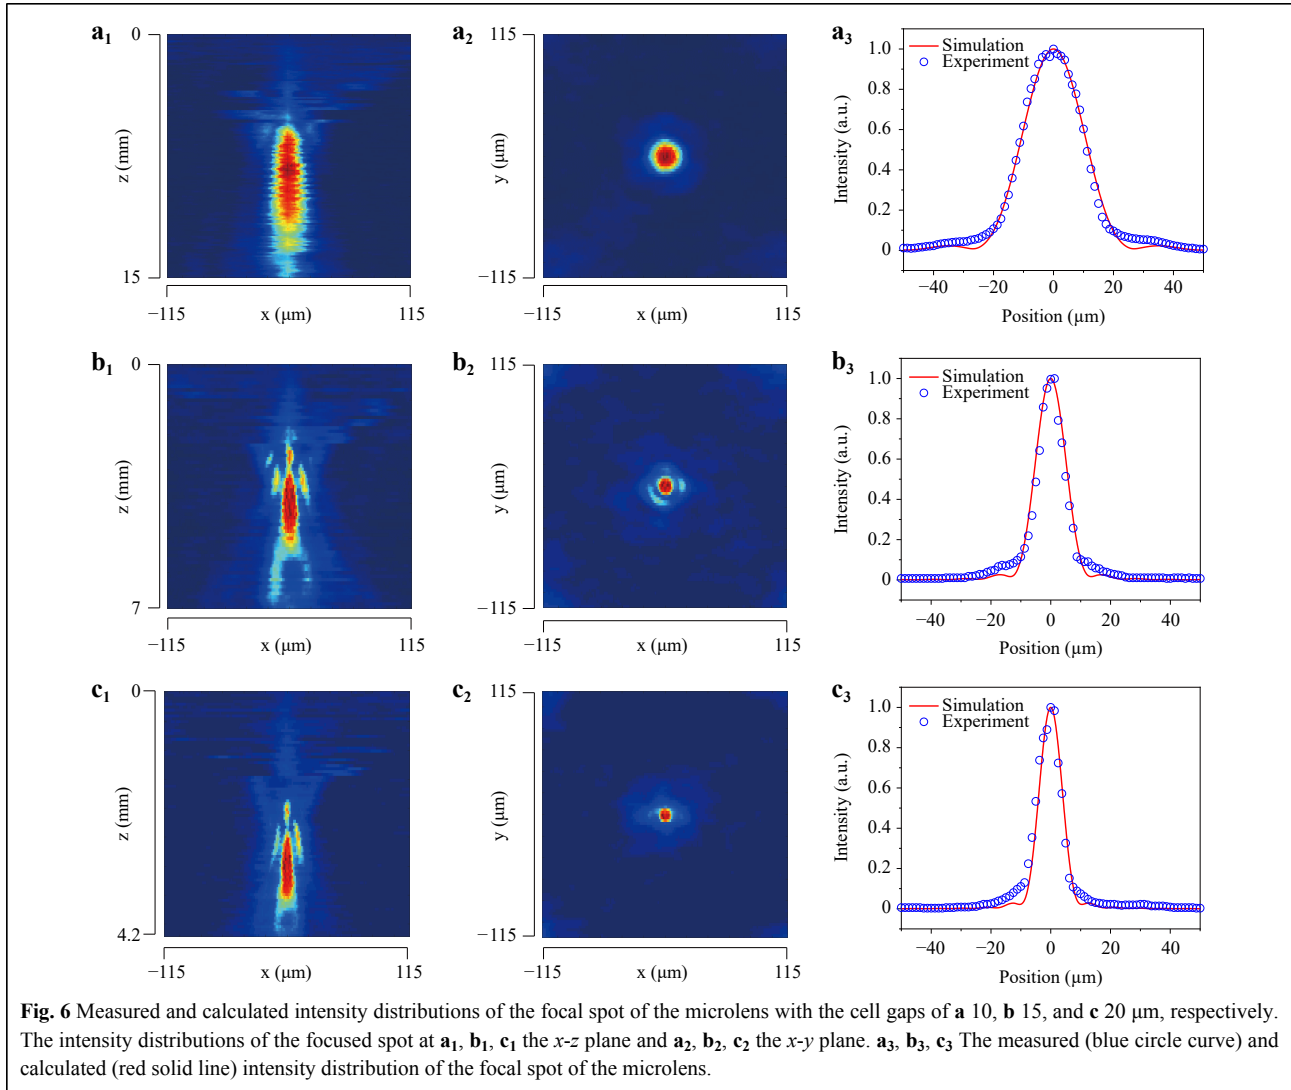 a1
0
z (mm)
15
−115
x (μm)
115
a2
115
y (μm)
−115
−115
x (μm)
115
a3
Simulation
Experiment
Intensity (a.u.)
1.0
0.8
0.6
0.4
0.2
0
−40
−20
0
20
40
Position (μm)
b1
0
z (mm)
7
−115
x (μm)
115
b2
115
y (μm)
−115
−115
x (μm)
115
b3
Simulation
Experiment
Intensity (a.u.)
1.0
0.8
0.6
0.4
0.2
0
−40
−20
0
20
40
Position (μm)
c1
0
z (mm)
4.2
−115
x (μm)
115
c2
115
y (μm)
−115
−115
x (μm)
115
c3
Simulation
Experiment
Intensity (a.u.)
1.0
0.8
0.6
0.4
0.2
0
−40
−20
0
20
40
Position (μm)
Fig. 6 Measured and calculated intensity distributions of the focal spot of the microlens with the cell gaps of a 10, b 15, and c 20 μm, respectively.
The intensity distributions of the focused spot at a1, b1, c1 the x-z plane and a2, b2, c2 the x-y plane. a3, b3, c3 The measured (blue circle curve) and
calculated (red solid line) intensity distribution of the focal spot of the microlens.